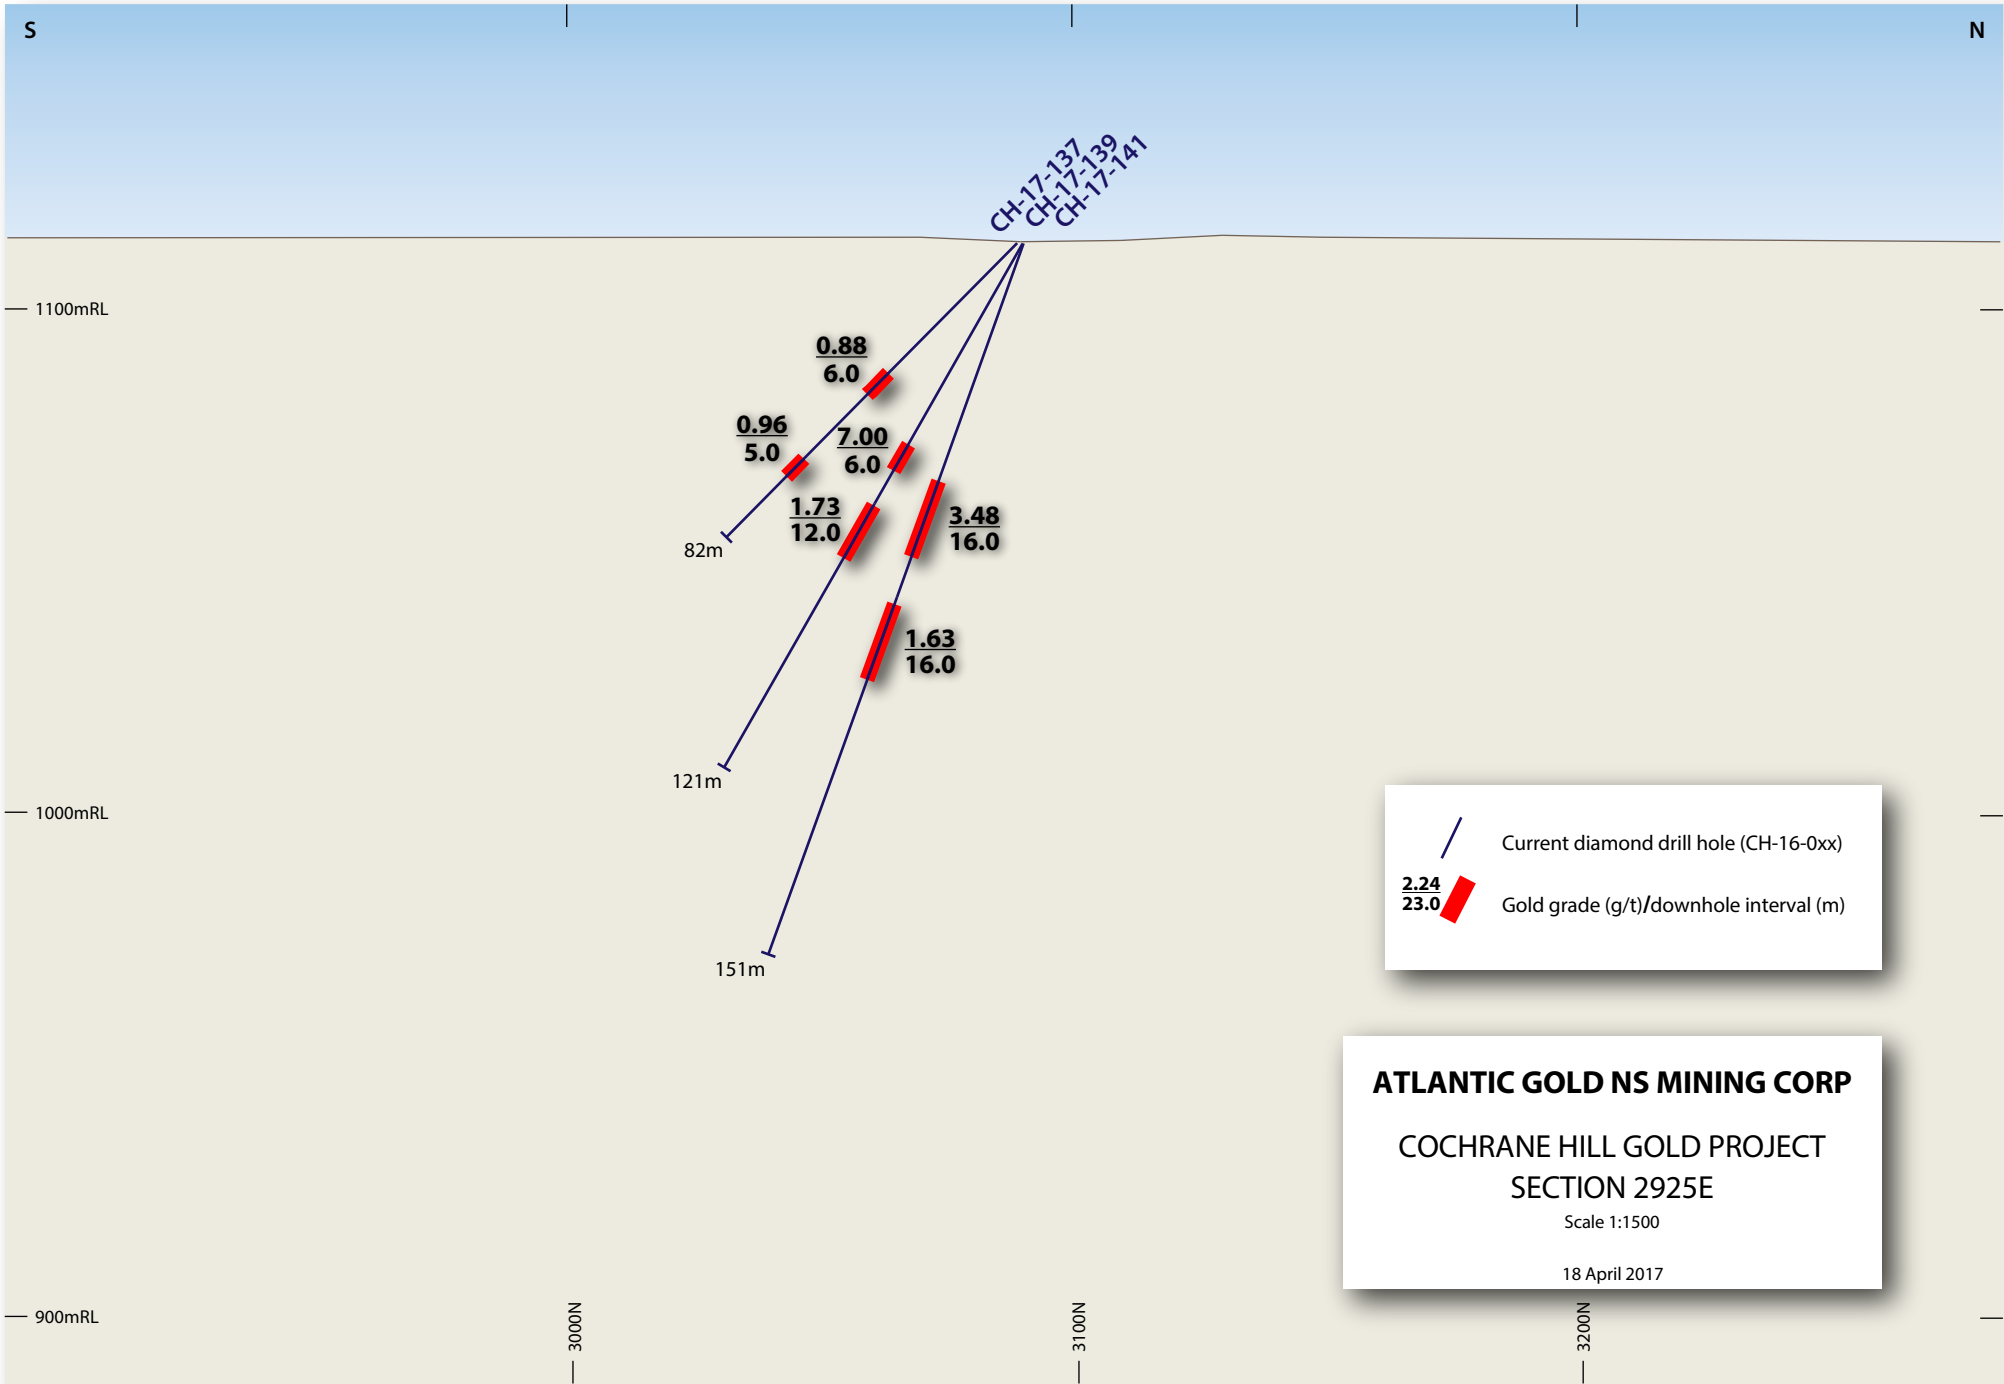 S
N
CH-17-137
CH-17-139
CH-17-141
1100mRL
0.88
6.0
0.96
5.0
7.00
6.0
1.73
12.0
3.48
16.0
82m
1.63
16.0
121m
1000mRL
151m
Current diamond drill hole (CH-16-0xx)
2.24
23.0
Gold grade (g/t)/downhole interval (m)
ATLANTIC GOLD NS MINING CORP
COCHRANE HILL GOLD PROJECT
SECTION 2925E
Scale 1:1500
18 April 2017
900mRL
3000N
3100N
3200N